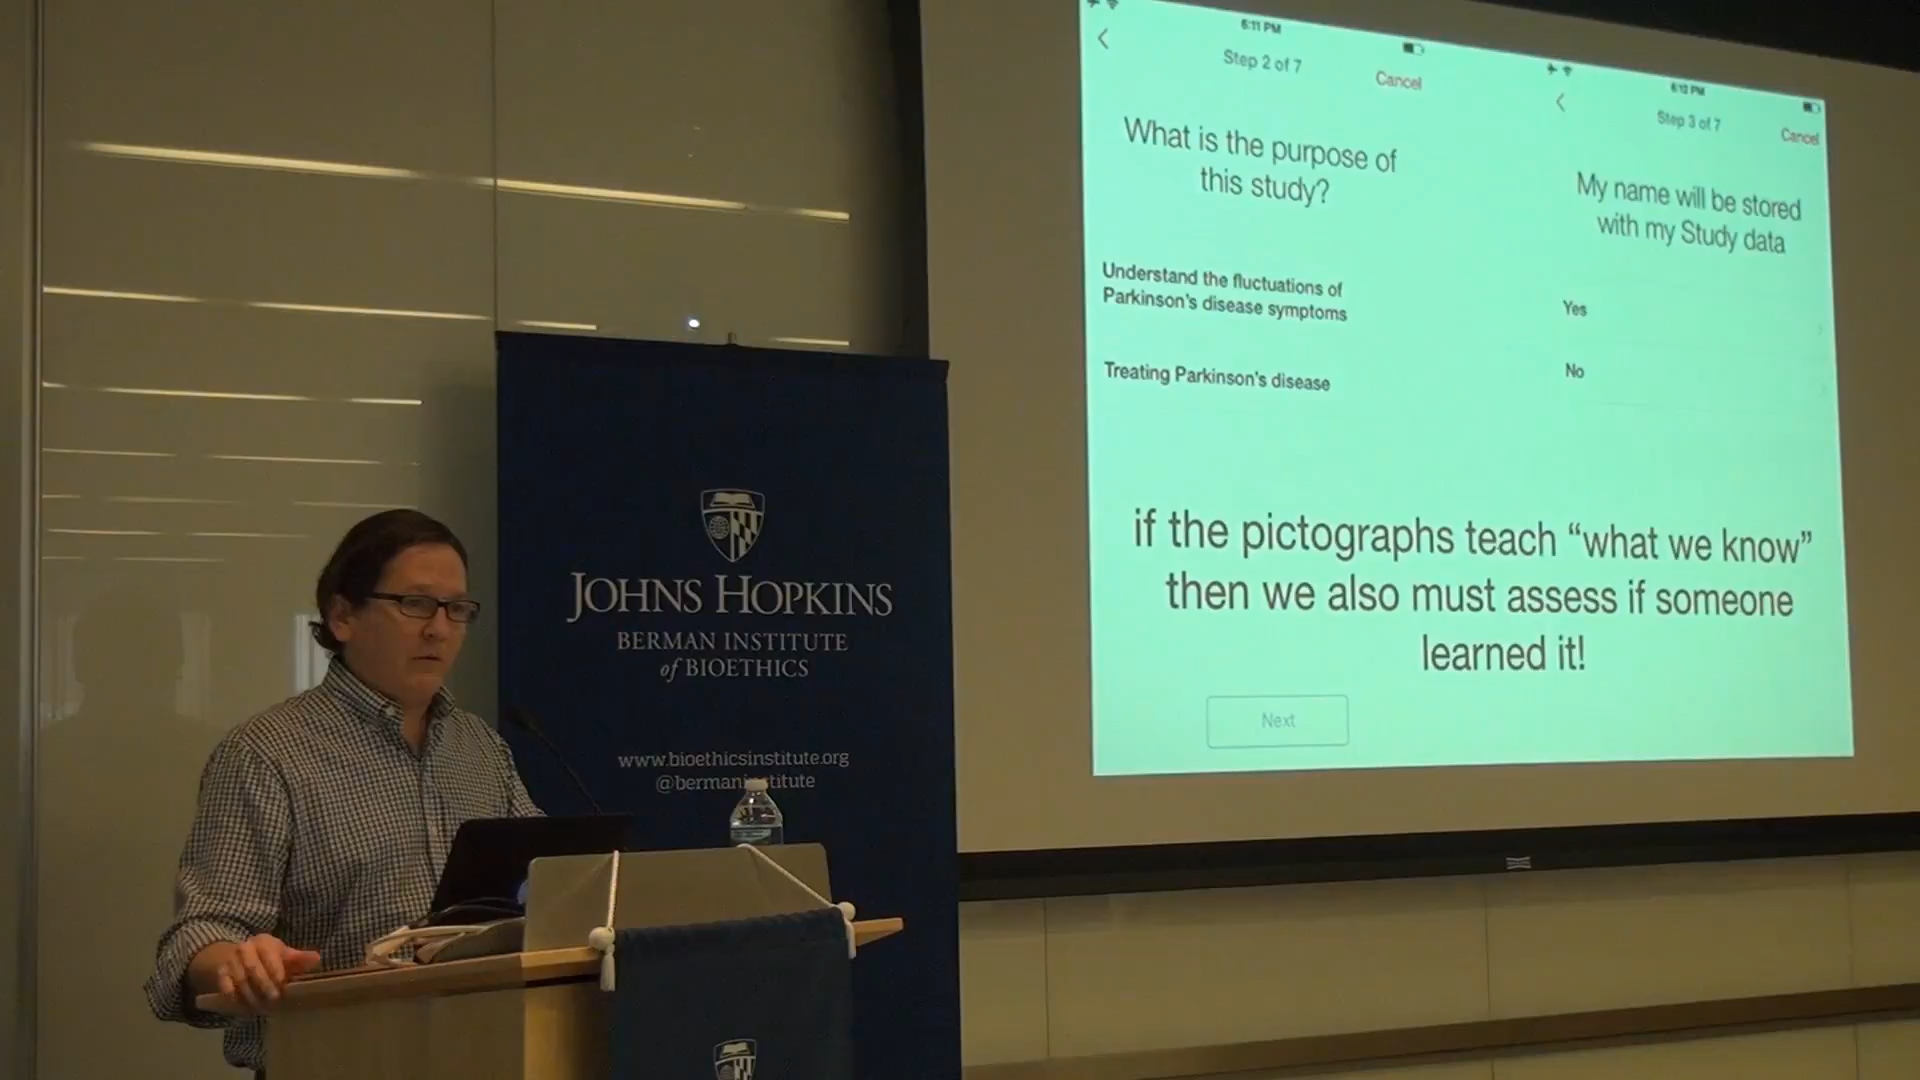 6:11 PM
Step 2 of 7
Cancel
What is the purpose of
this study?
Understand the fluctuations of
Parkinson's disease symptoms
Treating Parkinson's disease
6:12 PM
Step 3 of 7
Cancel
My name will be stored
with my Study data
Yes
No
if the pictographs teach “what we know”
then we also must assess if someone
learned it!
Next
JOHNS HOPKINS
BERMAN INSTITUTE
of BIOETHICS
www.bioethicsinstitute.org